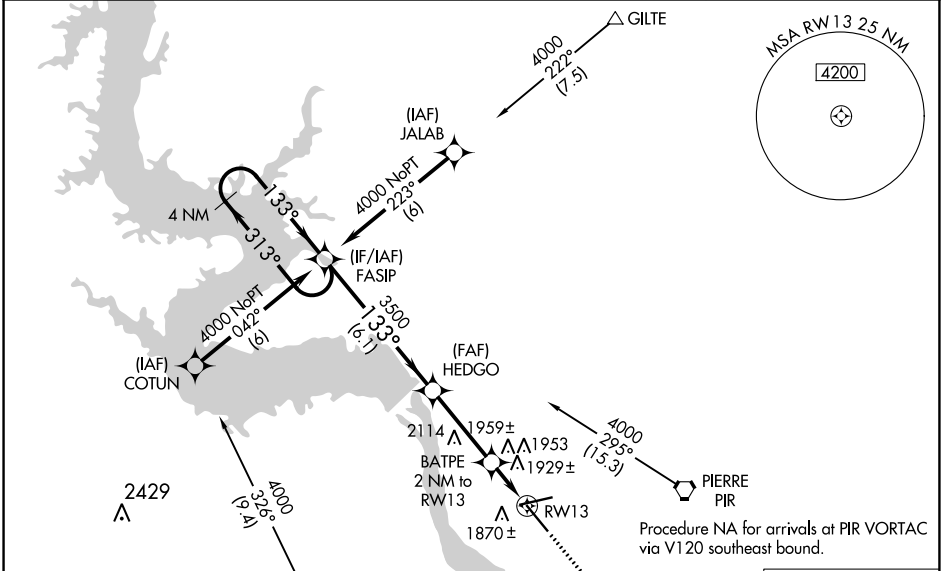 GILTE
4000
222°
(7.5)
MSA RW13 25 NM
4200
(IAF)
JALAB
4000 NoPT
223°
(6)
133°
4 NM
313°
(IF/IAF)
FASIP
4000 NoPT
042°
(6)
3500
133°
(6.1)
(IAF)
COTUN
(FAF)
HEDGO
2114
1959±
1953
1929±
4000
295°
(15.3)
BATPE
2 NM to
RW13
PIERRE
PIR
2429
4000
326°
(9.4)
RW13
1870±
Procedure NA for arrivals at PIR VORTAC
via V120 southeast bound.